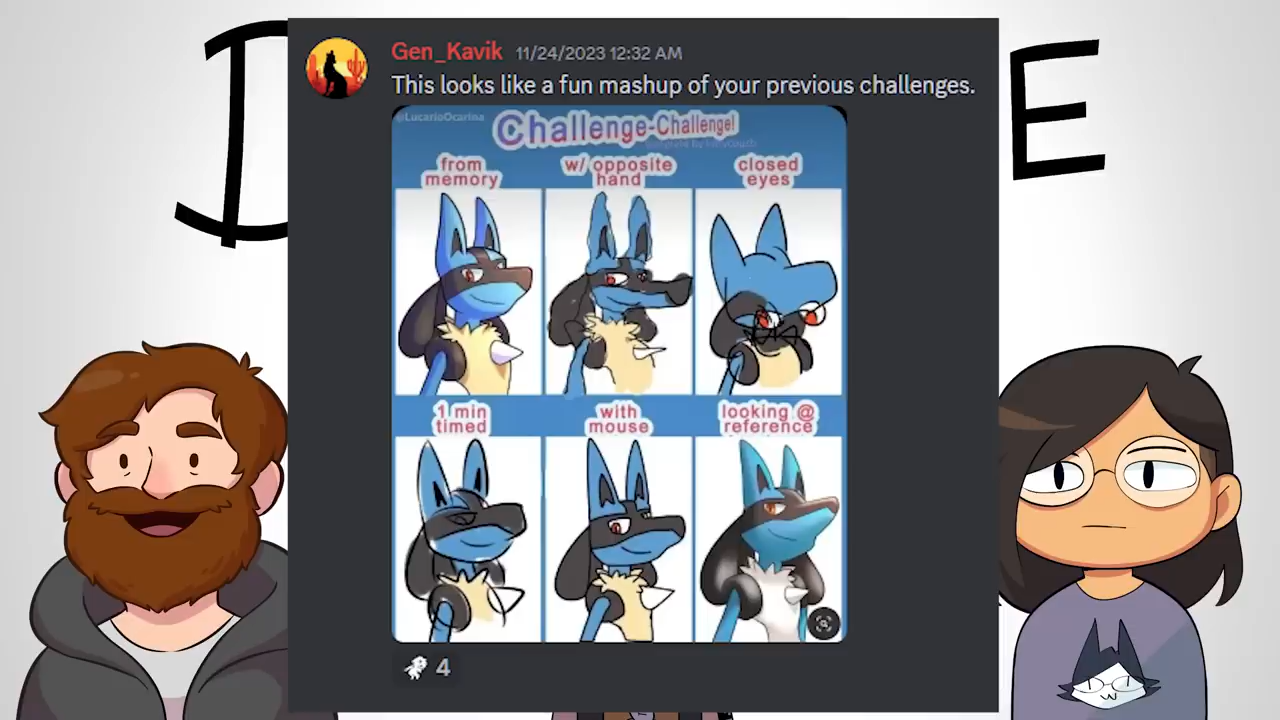 D
E
Gen_Kavik 11/24/2023 12:32 AM
This looks like a fun mashup of your previous challenges.
@LucarioOcarina
Challenge-Challenge!
from
memory
w/ opposite
hand
closed
eyes
1 min
timed
with
mouse
looking @
reference
4